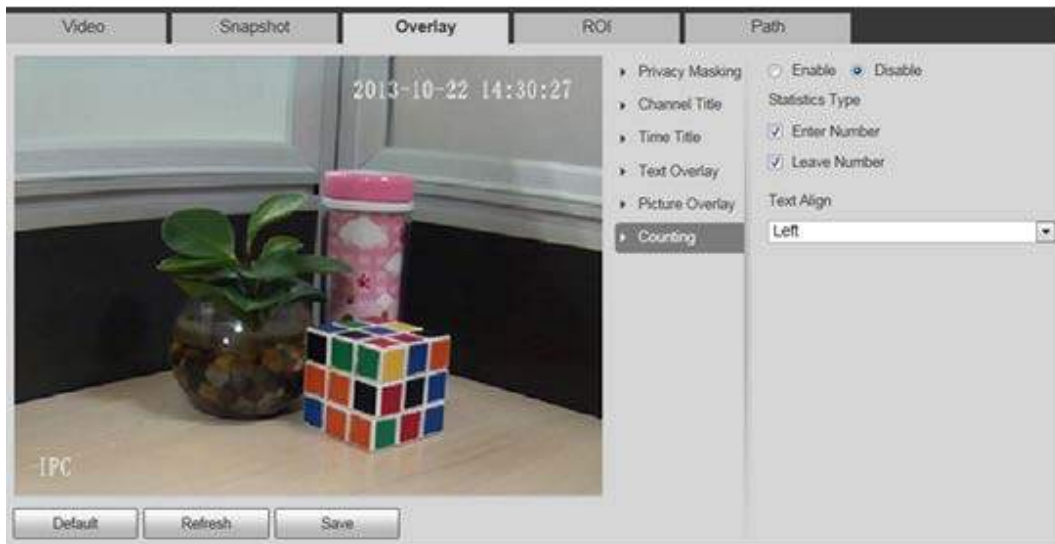 Video Snapshot Overlay ROI Path
2013-10-22 14:30:27
IPC
Privacy Masking
Channel Title
Time Title
Text Overlay
Picture Overlay
Counting
Enable Disable
Statistics Type
Enter Number
Leave Number
Text Align
Left
Default Refresh Save